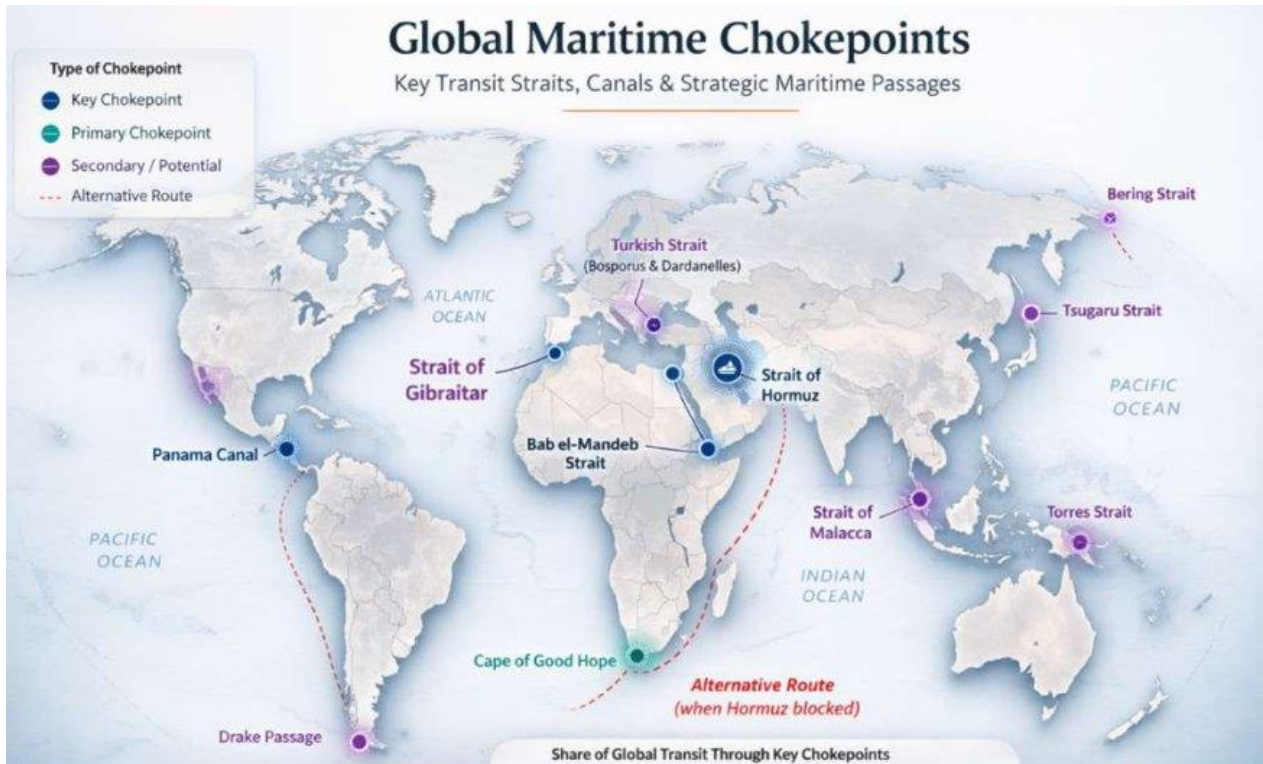 Global Maritime Chokepoints
Key Transit Straits, Canals & Strategic Maritime Passages
Type of Chokepoint
Key Chokepoint
Primary Chokepoint
Secondary / Potential
Alternative Route
Bering Strait
Turkish Strait
(Bosporus & Dardanelles)
ATLANTIC
OCEAN
Tsugaru Strait
Strait of
Gibraitar
Strait of
Hormuz
PACIFIC
OCEAN
Panama Canal
Bab el-Mandeb
Strait
Strait of
Malacca
Torres Strait
PACIFIC
OCEAN
INDIAN
OCEAN
Cape of Good Hope
Alternative Route
(when Hormuz blocked)
Drake Passage
Share of Global Transit Through Key Chokepoints